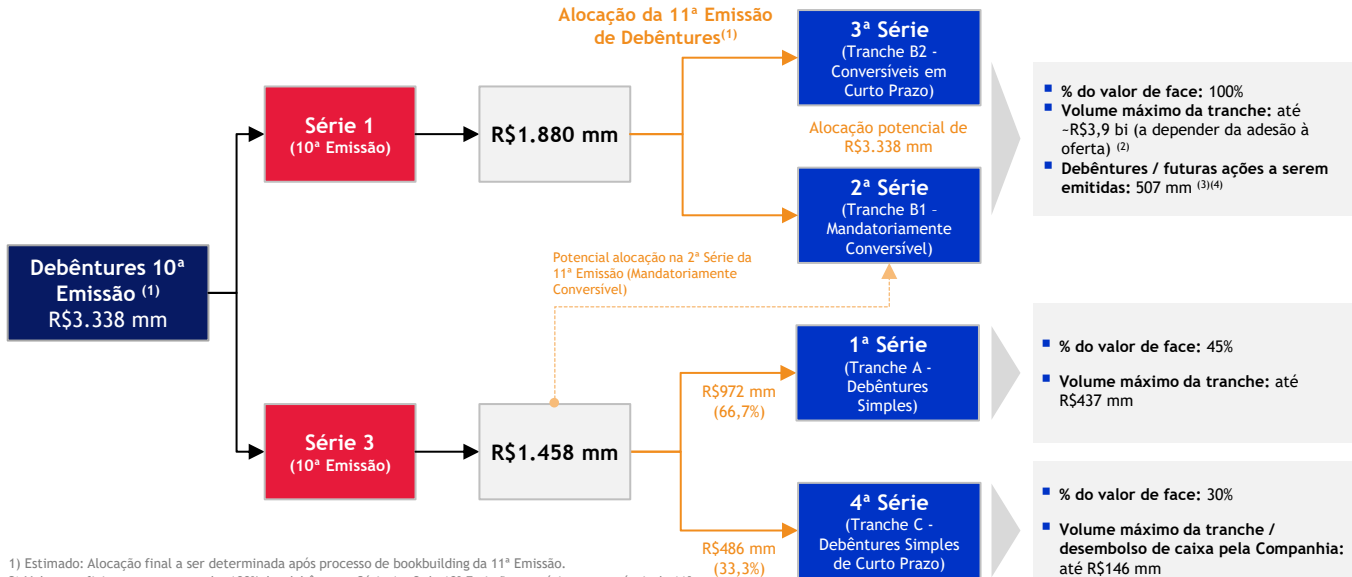 Alocação da 11ª Emissão
de Debêntures(1)
3ª Série
(Tranche B2 -
Conversíveis em
Curto Prazo)
Série 1
(10ª Emissão)
R$1.880 mm
Alocação potencial de
R$3.338 mm
2ª Série
(Tranche B1 –
Mandatoriamente
Conversível)
% do valor de face: 100%
Volume máximo da tranche: até
~R$3,9 bi (a depender da adesão à
oferta) (2)
Debêntures / futuras ações a serem
emitidas: 507 mm (3)(4)
Debêntures 10ª
Emissão (1)
R$3.338 mm
Potencial alocação na 2ª Série da
11ª Emissão (Mandatoriamente
Conversível)
Série 3
(10ª Emissão)
R$1.458 mm
R$972 mm
(66,7%)
1ª Série
(Tranche A -
Debêntures
Simples)
% do valor de face: 45%
Volume máximo da tranche: até
R$437 mm
R$486 mm
(33,3%)
4ª Série
(Tranche C -
Debêntures Simples
de Curto Prazo)
% do valor de face: 30%
Volume máximo da tranche /
desembolso de caixa pela Companhia:
até R$146 mm
1) Estimado: Alocação final a ser determinada após processo de bookbuilding da 11ª Emissão.